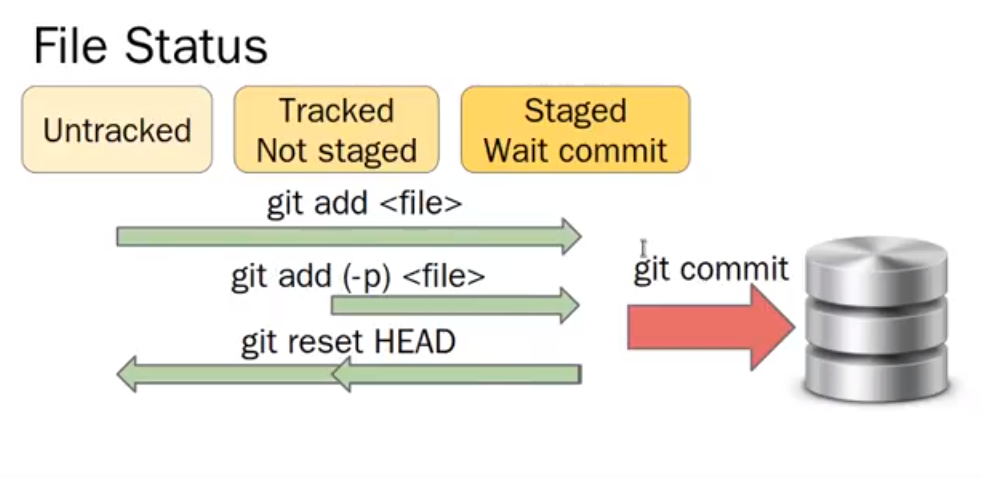 File Status
Untracked
Tracked
Not staged
Staged
Wait commit
git add <file>
git add (-p) <file>
git reset HEAD
git commit